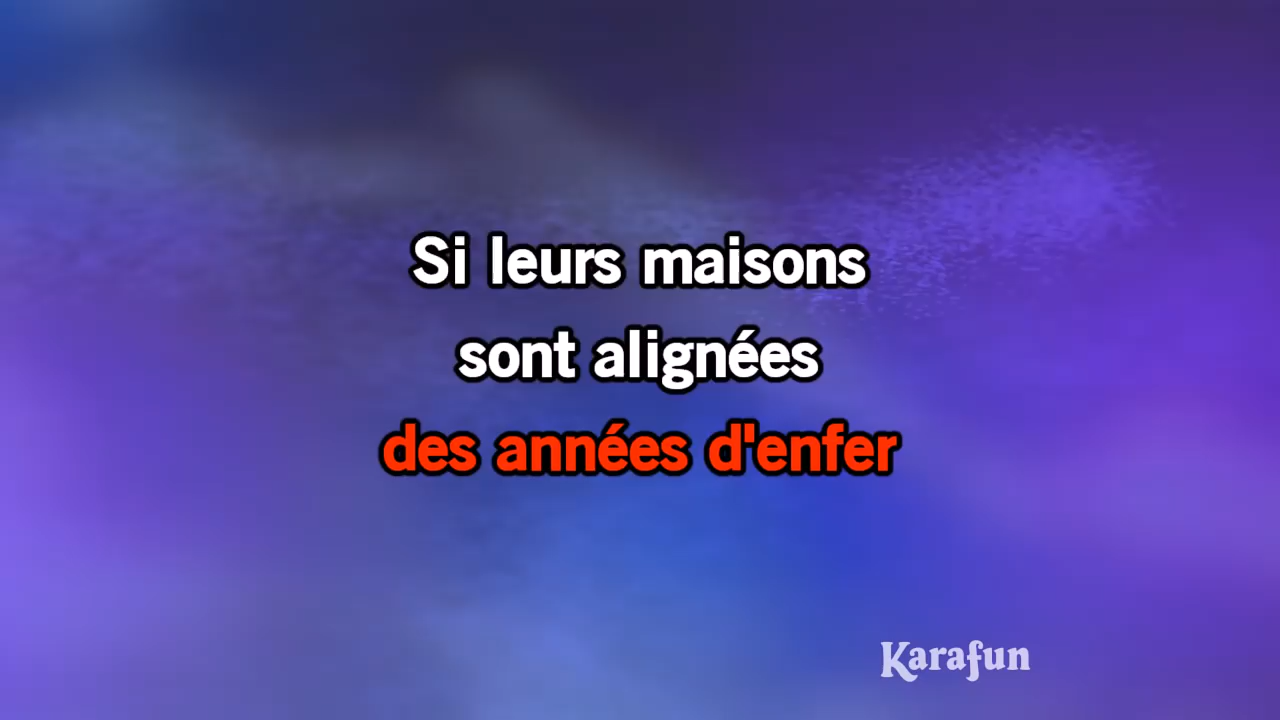 Si leurs maisons
sont alignées
des années d'enfer
Karafun